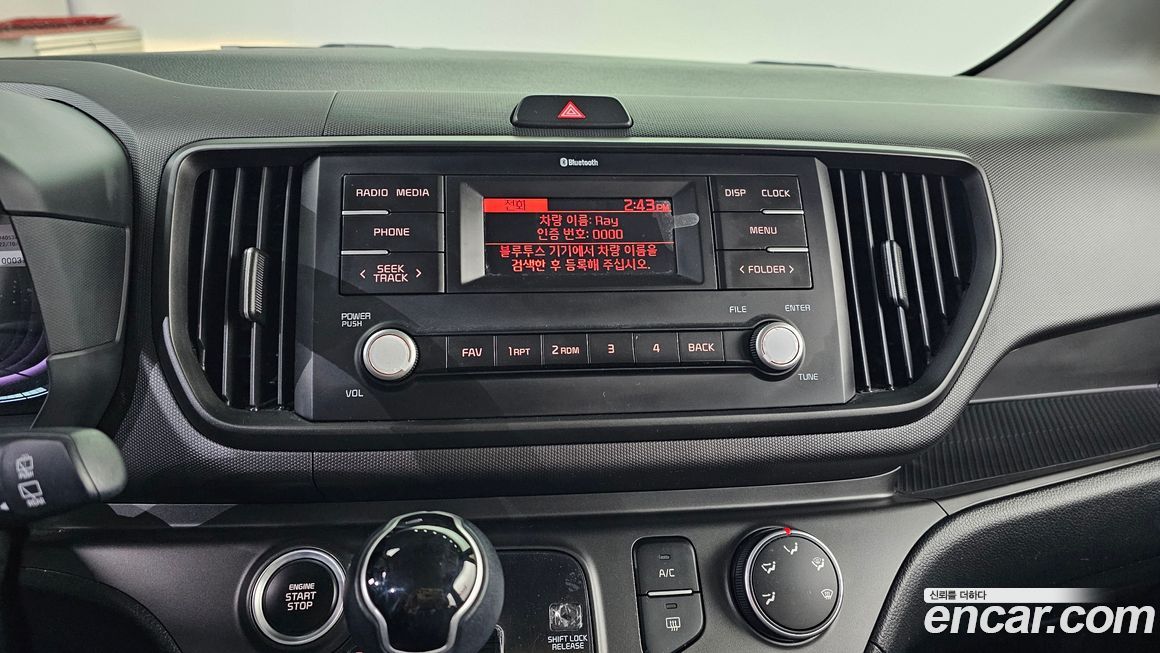 Bluetooth
RADIO MEDIA
PHONE
SEEK
TRACK
전화 2:43 PM
차량 이름: Ray
인증 번호: 0000
블루투스 기기에서 차량 이름을
검색한 후 등록해 주십시오.
DISP CLOCK
MENU
FOLDER
POWER
PUSH
VOL
FAV 1 RPT 2 RDM 3 4 BACK
FILE
ENTER
TUNE
ENGINE
START
STOP
SHIFT LOCK
RELEASE
A/C
신뢰를 더하다
encar.com